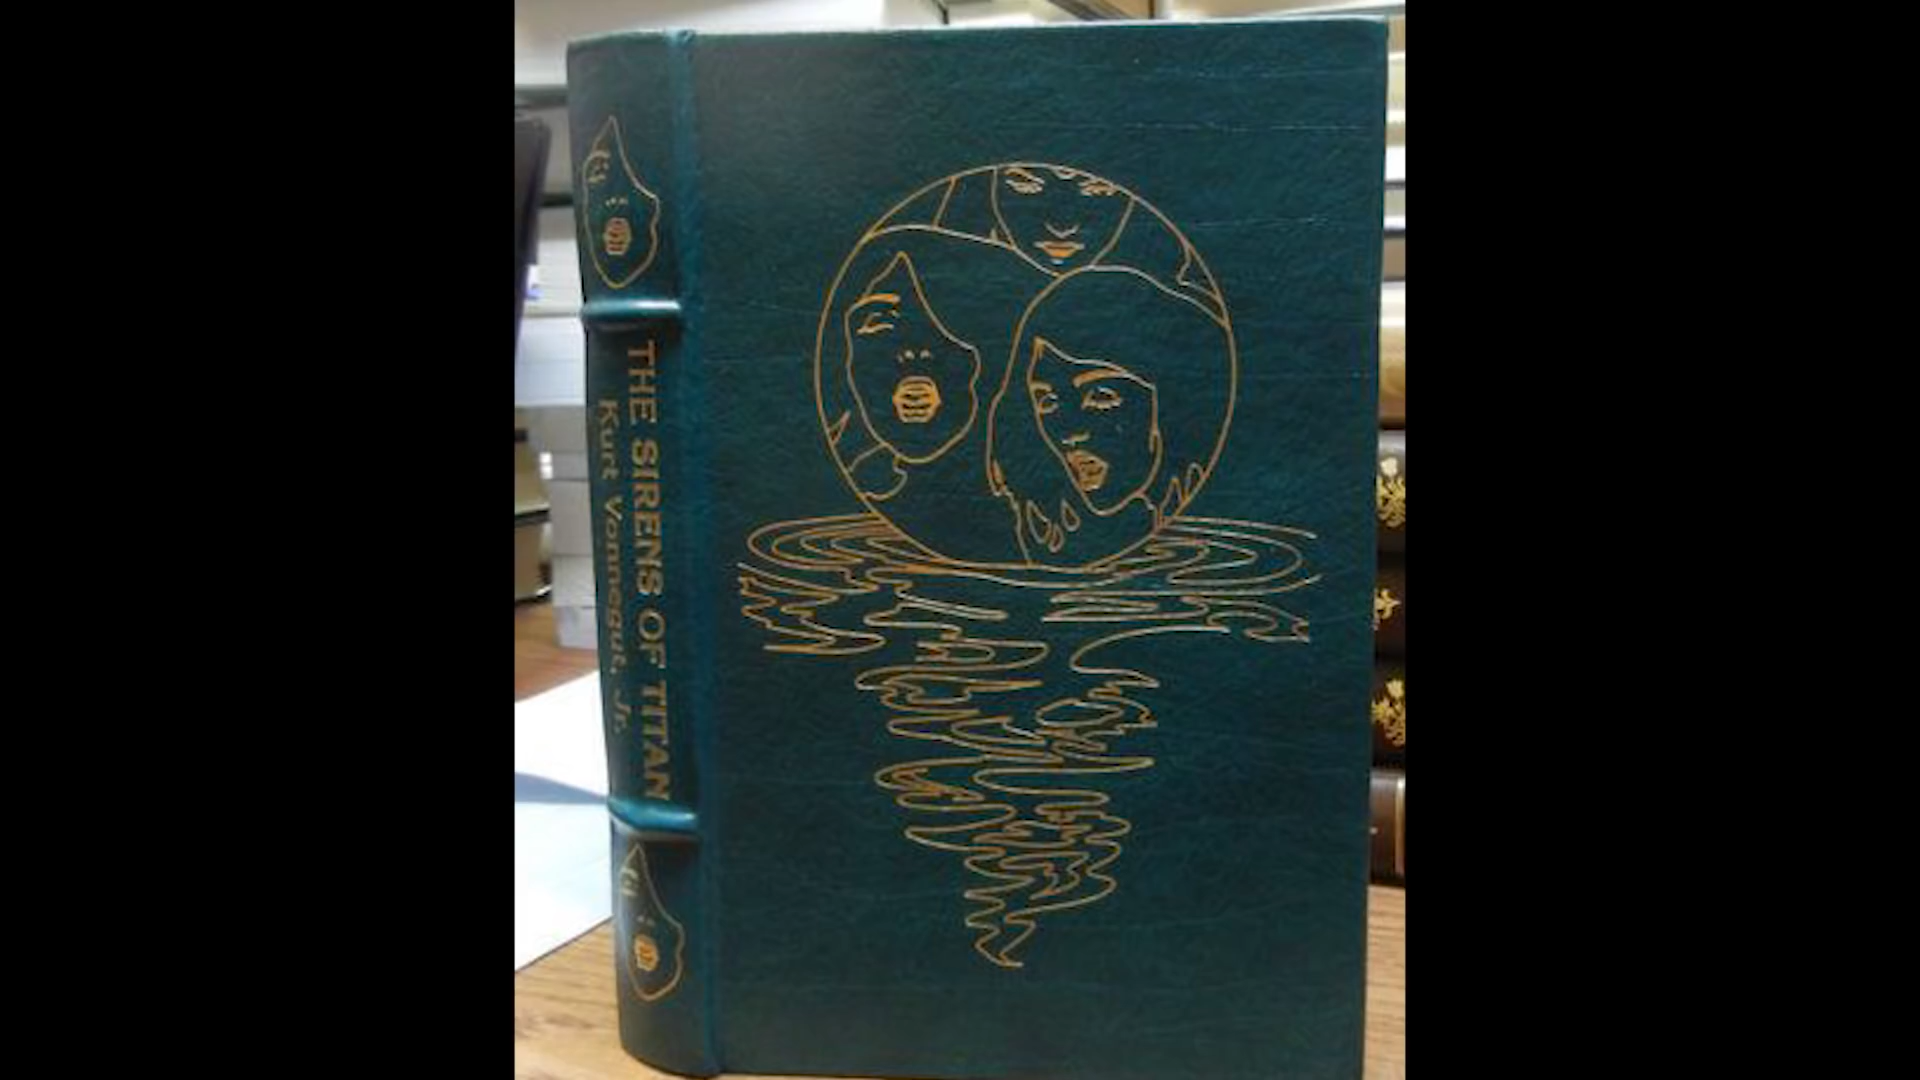 THE SIRENS OF TITAN
Kurt Vonnegut, Jr.